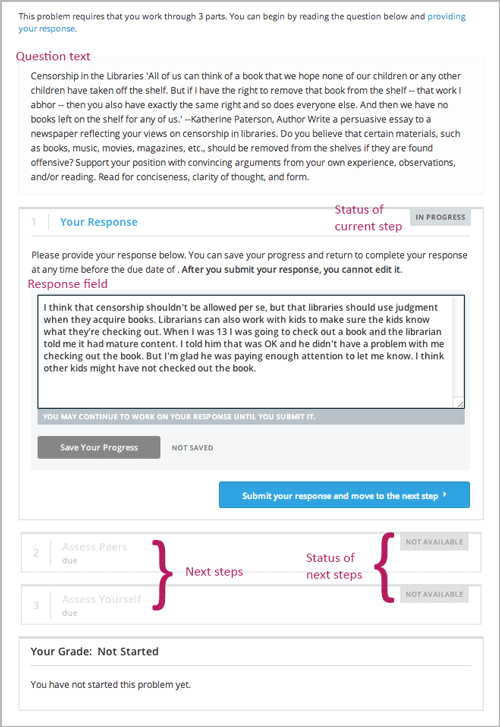 This problem requires that you work through 3 parts. You can begin by reading the question below and providing
your response.
Question text
Censorship in the Libraries 'All of us can think of a book that we hope none of our children or any other
children have taken off the shelf. But if I have the right to remove that book from the shelf -- that work I
abhor -- then you also have exactly the same right and so does everyone else. And then we have no
books left on the shelf for any of us.' --Katherine Paterson, Author Write a persuasive essay to a
newspaper reflecting your views on censorship in libraries. Do you believe that certain materials, such
as books, music, movies, magazines, etc., should be removed from the shelves if they are found
offensive? Support your position with convincing arguments from your own experience, observations,
and/or reading. Read for conciseness, clarity of thought, and form.
1 Your Response
Status of
current step
IN PROGRESS
Please provide your response below. You can save your progress and return to complete your response
at any time before the due date of . After you submit your response, you cannot edit it.
Response field
I think that censorship shouldn't be allowed per se, but that libraries should use judgment
when they acquire books. Librarians can also work with kids to make sure the kids know
what they're checking out. When I was 13 I was going to check out a book and the librarian
told me it had mature content. I told him that was OK and he didn't have a problem with me
checking out the book. But I'm glad he was paying enough attention to let me know. I think
other kids might have not checked out the book.
YOU MAY CONTINUE TO WORK ON YOUR RESPONSE UNTIL YOU SUBMIT IT.
Save Your Progress NOT SAVED
Submit your response and move to the next step
2 Assess Peers
due
NOT AVAILABLE
Next steps
Status of
next steps
3 Assess Yourself
due
NOT AVAILABLE
Your Grade: Not Started
You have not started this problem yet.